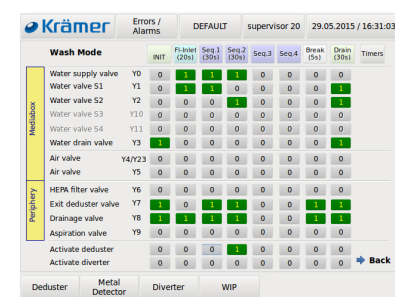 Krämer Errors / Alarms DEFAULT supervisor 20 29.05.2015 / 16:31:03
Wash Mode INIT Fi-Inlet (20s) Seq.1 (30s) Seq.2 (30s) Seq.3 Seq.4 Break (5s) Drain (30s) Timers
Mediabox
Water supply valve Y0 0 1 1 1 0 0 0 0
Water valve S1 Y1 0 1 1 0 0 0 0 1
Water valve S2 Y2 0 0 0 1 0 0 0 1
Water valve S3 Y10 0 0 0 0 0 0 0 0
Water valve S4 Y11 0 0 0 0 0 0 0 0
Water drain valve Y3 1 0 0 0 0 0 0 1
Air valve Y4/Y23 0 0 0 0 0 0 0 0
Air valve Y5 0 0 0 0 0 0 0 0
Periphery
HEPA filter valve Y6 0 0 0 0 0 0 0 0
Exit deduster valve Y7 1 0 1 1 0 0 1 1
Drainage valve Y8 1 1 1 1 0 0 1 1
Aspiration valve Y9 0 0 0 0 0 0 0 0
Activate deduster 0 0 0 1 0 0 0 0
Activate diverter 0 0 0 0 0 0 0 0 Back
Deduster Metal Detector Diverter WIP